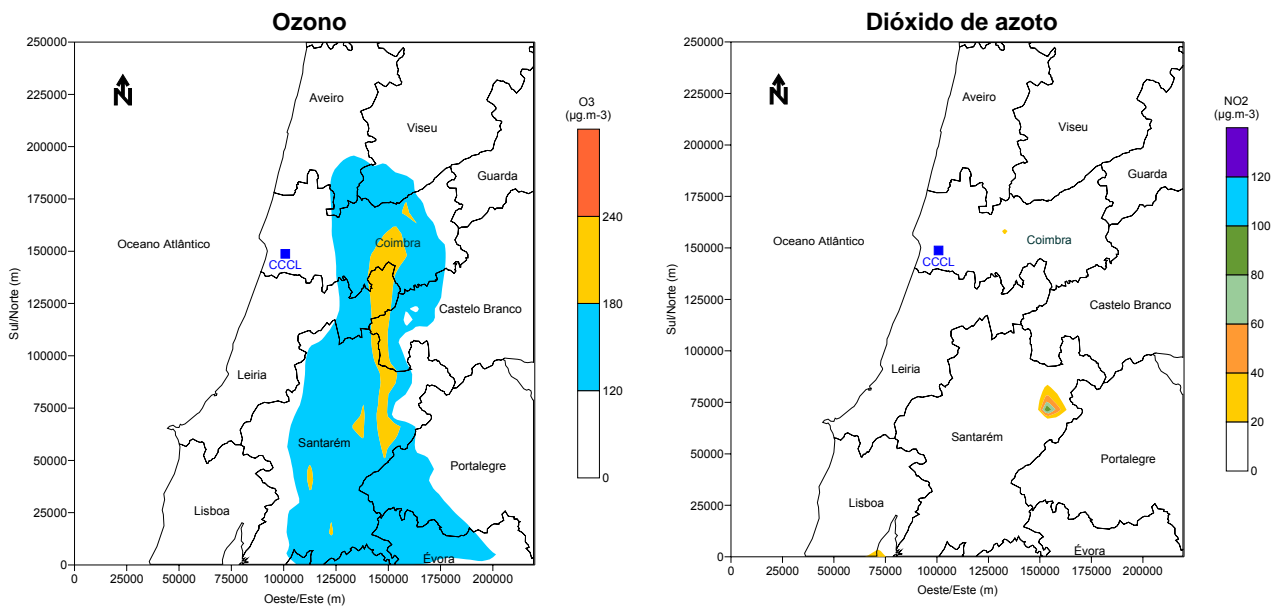 Ozono
250000
225000
200000
175000
150000
125000
100000
75000
50000
25000
0
Sul/Norte (m)
0
25000
50000
75000
100000
125000
150000
175000
200000
Oeste/Este (m)
N
Aveiro
Viseu
Guarda
Oceano Atlântico
Coimbra
CCCL
Castelo Branco
Leiria
Santarém
Portalegre
Lisboa
Évora
O3
(µg.m-3)
240
180
120
0
Dióxido de azoto
250000
225000
200000
175000
150000
125000
100000
75000
50000
25000
0
Sul/Norte (m)
0
25000
50000
75000
100000
125000
150000
175000
200000
Oeste/Este (m)
N
Aveiro
Viseu
Guarda
Oceano Atlântico
Coimbra
CCCL
Castelo Branco
Leiria
Santarém
Portalegre
Lisboa
Évora
NO2
(µg.m-3)
120
100
80
60
40
20
0